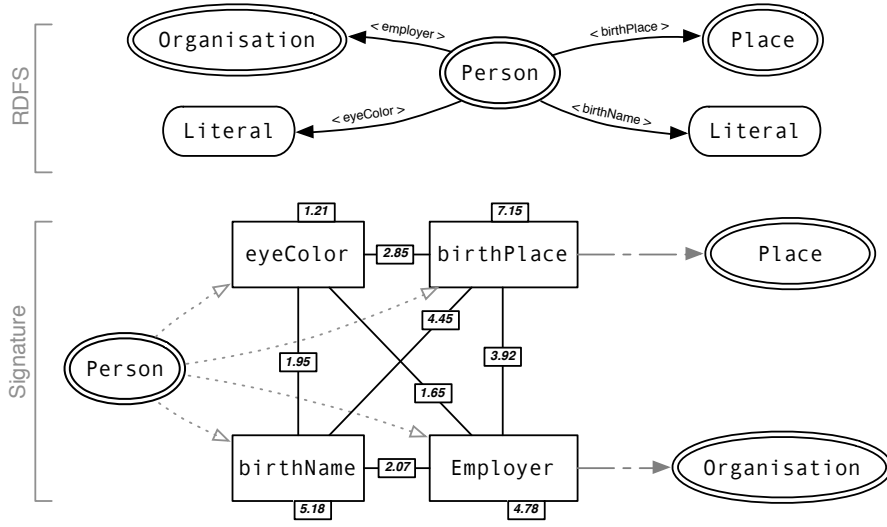 RDFS
Organisation
< employer >
Person
< birthPlace >
Place
Literal
< eyeColor >
< birthName >
Literal
Signature
1.21
7.15
eyeColor
2.85
birthPlace
Place
4.45
Person
1.95
3.92
1.65
birthName
2.07
Employer
Organisation
5.18
4.78